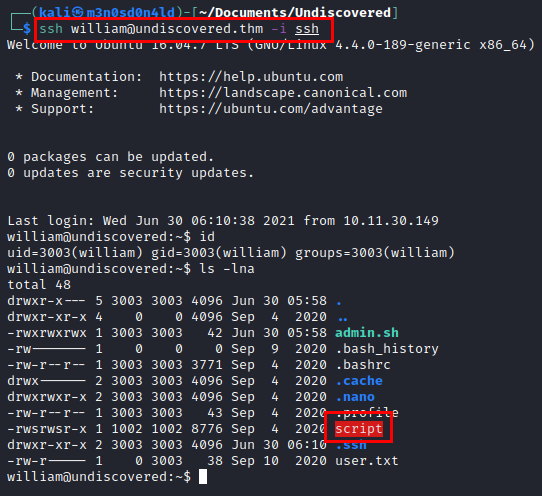 ┌──(kali㉿m3n0sd0n4ld)-[~/Documents/Undiscovered]
└─$ ssh william@undiscovered.thm -i ssh
Welcome to Ubuntu 16.04.7 LTS (GNU/Linux 4.4.0-189-generic x86_64)
* Documentation: https://help.ubuntu.com
* Management: https://landscape.canonical.com
* Support: https://ubuntu.com/advantage
0 packages can be updated.
0 updates are security updates.
Last login: Wed Jun 30 06:10:38 2021 from 10.11.30.149
william@undiscovered:~$ id
uid=3003(william) gid=3003(william) groups=3003(william)
william@undiscovered:~$ ls -lna
total 48
drwxr-x--- 5 3003 3003 4096 Jun 30 05:58 .
drwxr-xr-x 4 0 0 4096 Sep 4 2020 ..
-rwxrwxrwx 1 3003 3003 42 Jun 30 05:58 admin.sh
-rw------- 1 0 0 0 Sep 9 2020 .bash_history
-rw-r--r-- 1 3003 3003 3771 Sep 4 2020 .bashrc
drwx------ 2 3003 3003 4096 Sep 4 2020 .cache
drwxrwxr-x 2 3003 3003 4096 Sep 4 2020 .nano
-rw-r--r-- 1 3003 3003 43 Sep 4 2020 .profile
-rwsrwsr-x 1 1002 1002 8776 Sep 4 2020 script
drwxr-xr-x 2 3003 3003 4096 Jun 30 06:10 .ssh
-rw-r----- 1 0 3003 38 Sep 10 2020 user.txt
william@undiscovered:~$